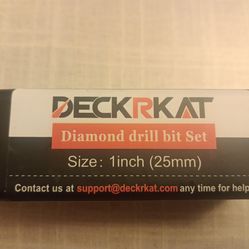 DECKRKAT
Diamond drill bit Set
Size: 1inch (25mm)
Contact us at support@deckrkat.com any time for help